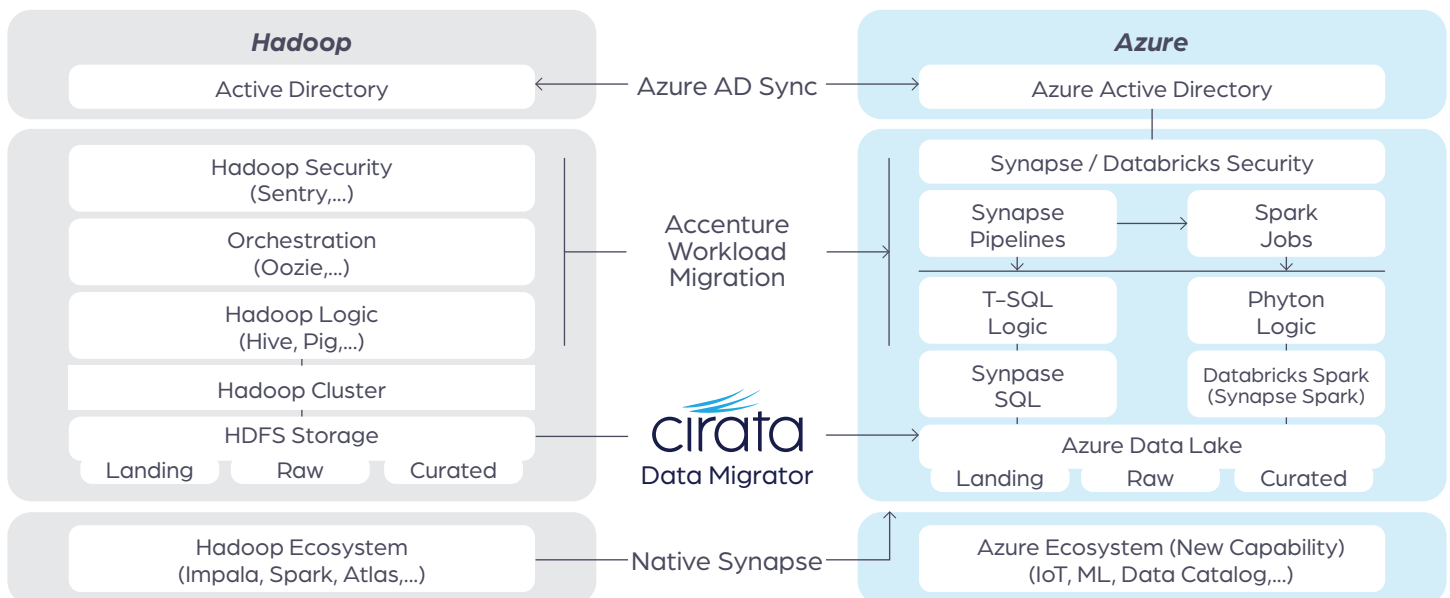 Hadoop
Active Directory
Azure AD Sync
Azure
Azure Active Directory
Hadoop Security
(Sentry,...)
Orchestration
(Oozie,...)
Hadoop Logic
(Hive, Pig,...)
Hadoop Cluster
HDFS Storage
Landing
Raw
Curated
Accenture
Workload
Migration
cirata
Data Migrator
Synapse / Databricks Security
Synapse
Pipelines
Spark
Jobs
T-SQL
Logic
Phyton
Logic
Synpase
SQL
Databricks Spark
(Synapse Spark)
Azure Data Lake
Landing
Raw
Curated
Hadoop Ecosystem
(Impala, Spark, Atlas,...)
Native Synapse
Azure Ecosystem (New Capability)
(IoT, ML, Data Catalog,...)